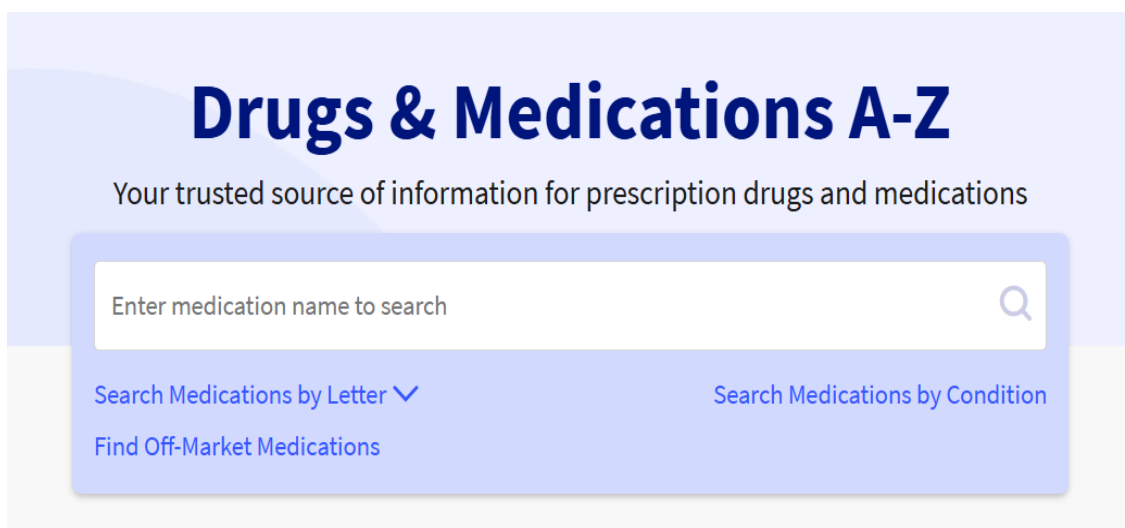 Drugs & Medications A-Z
Your trusted source of information for prescription drugs and medications
Enter medication name to search
Search Medications by Letter
Search Medications by Condition
Find Off-Market Medications